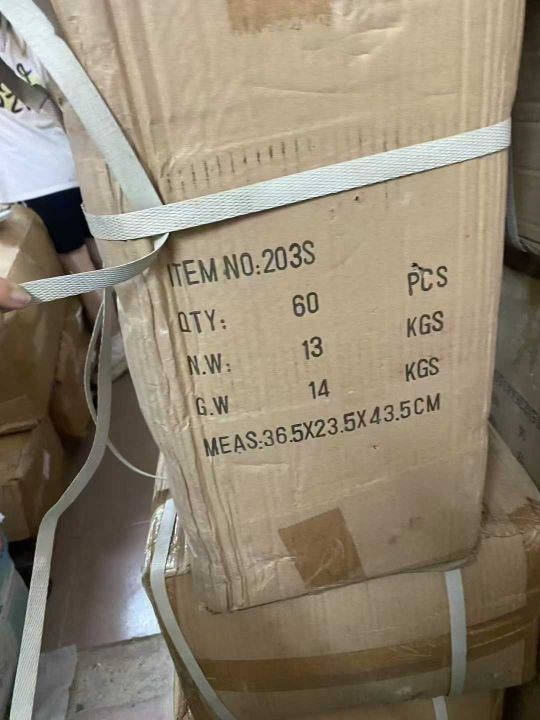 ITEM NO:203S
QTY: 60 PCS
N.W: 13 KGS
G.W 14 KGS
MEAS:36.5X23.5X43.5CM